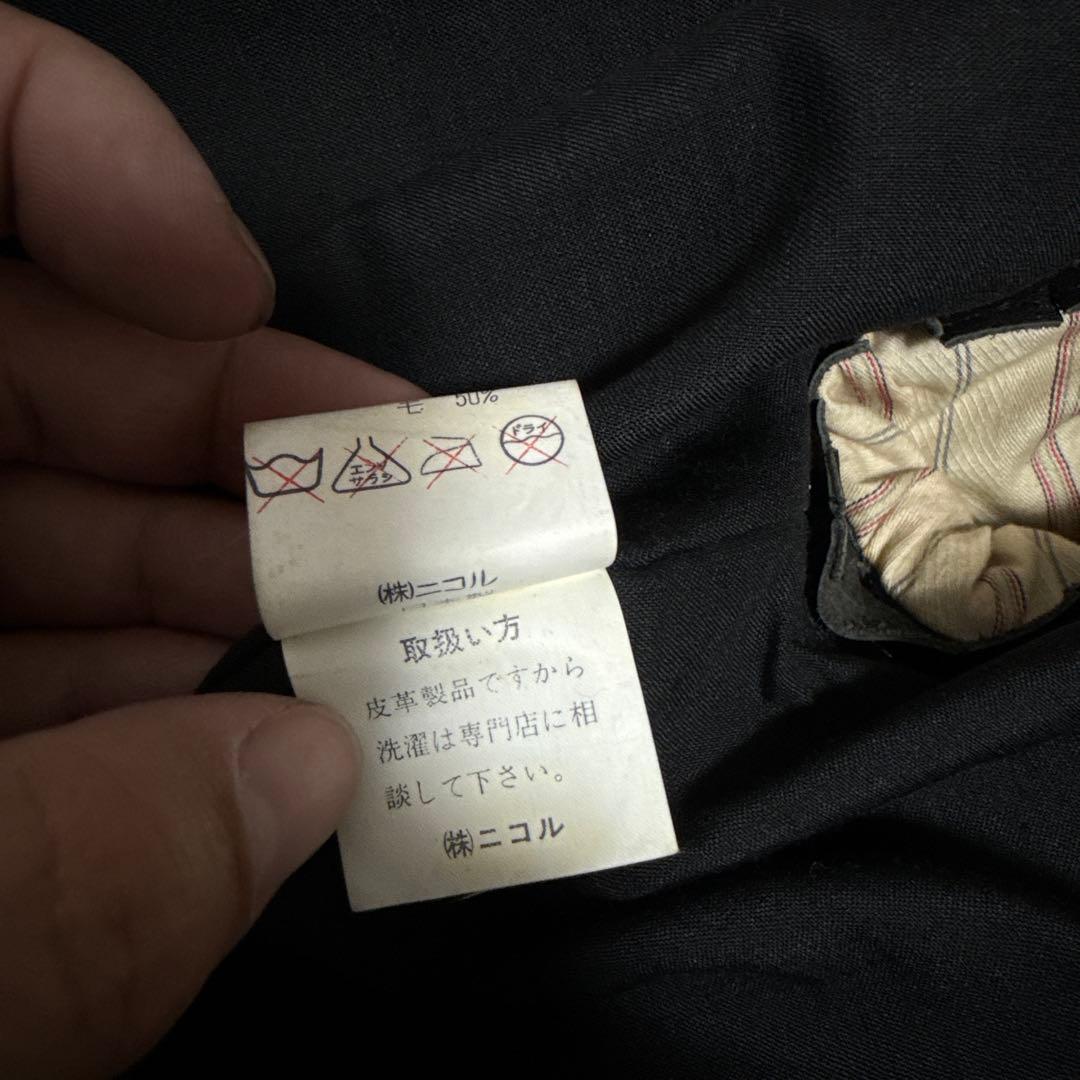 毛 50%
エンソ
サラシ
ドライ
㈱ニコル
取扱い方
皮革製品ですから
洗濯は専門店に相
談して下さい。
㈱ニコル